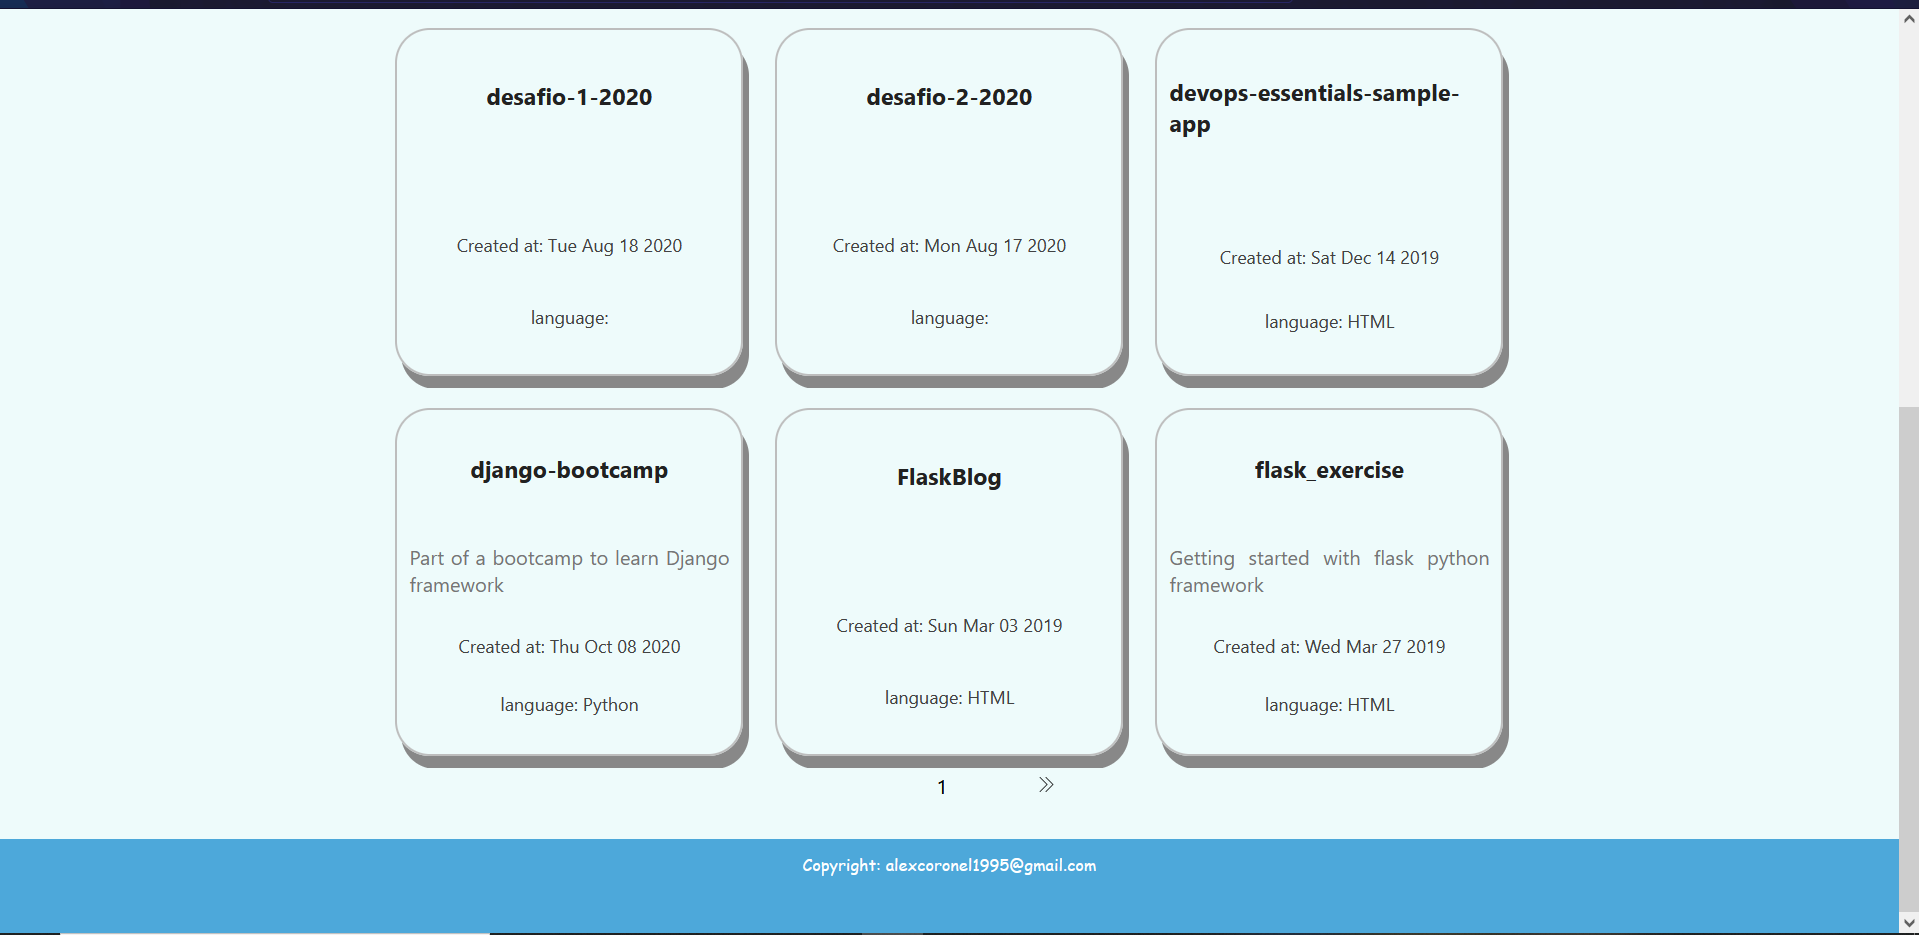 desafio-1-2020
Created at: Tue Aug 18 2020
language:
desafio-2-2020
Created at: Mon Aug 17 2020
language:
devops-essentials-sample-
app
Created at: Sat Dec 14 2019
language: HTML
django-bootcamp
Part of a bootcamp to learn Django
framework
Created at: Thu Oct 08 2020
language: Python
FlaskBlog
Created at: Sun Mar 03 2019
language: HTML
flask_exercise
Getting started with flask python
framework
Created at: Wed Mar 27 2019
language: HTML
1
Copyright: alexcoronel1995@gmail.com